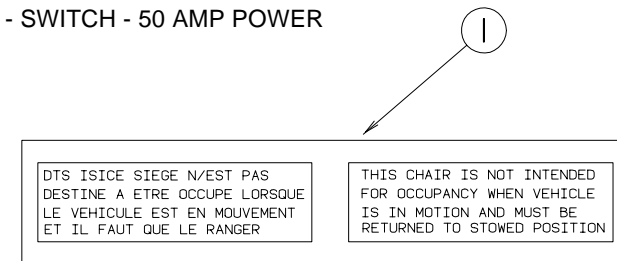 - SWITCH - 50 AMP POWER
1
DTS ISICE SIEGE N/EST PAS
DESTINE A ETRE OCCUPE LORSQUE
LE VEHICULE EST EN MOUVEMENT
ET IL FAUT QUE LE RANGER
THIS CHAIR IS NOT INTENDED
FOR OCCUPANCY WHEN VEHICLE
IS IN MOTION AND MUST BE
RETURNED TO STOWED POSITION